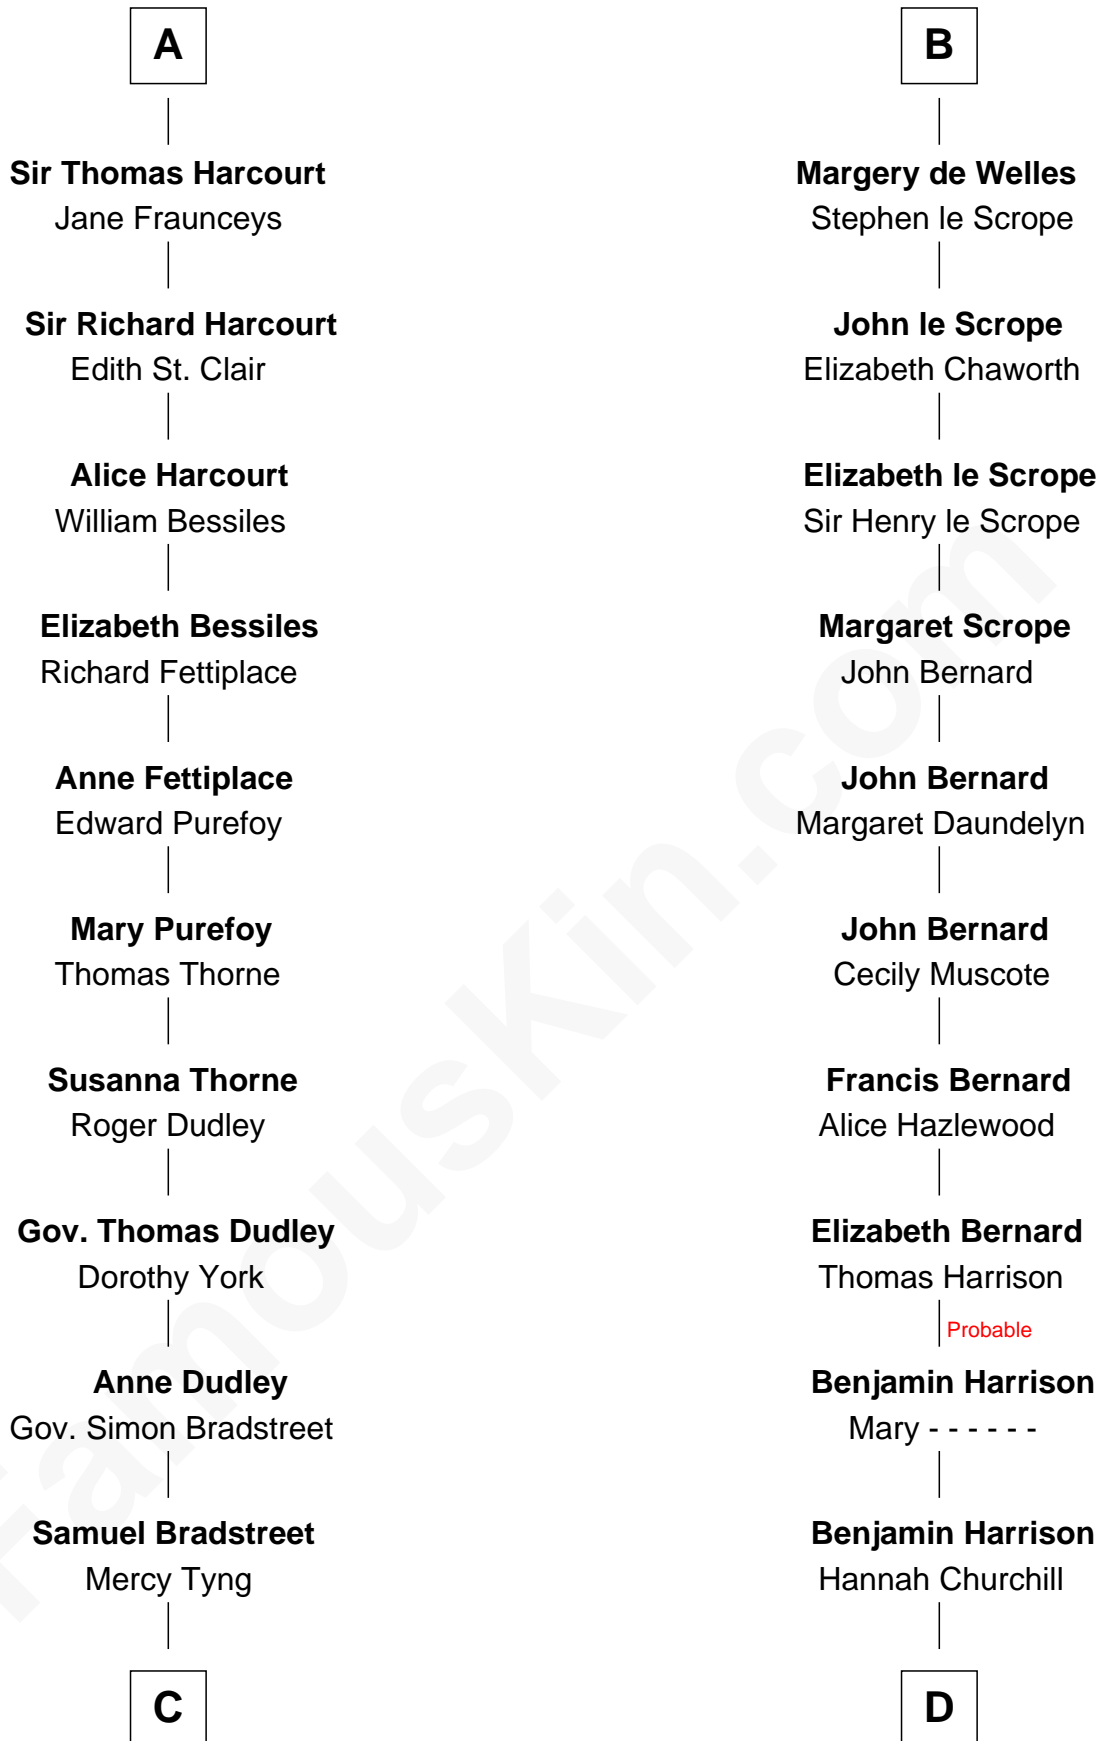 A
Sir Thomas Harcourt
Jane Fraunceys
Sir Richard Harcourt
Edith St. Clair
Alice Harcourt
William Bessiles
Elizabeth Bessiles
Richard Fettiplace
Anne Fettiplace
Edward Purefoy
Mary Purefoy
Thomas Thorne
Susanna Thorne
Roger Dudley
Gov. Thomas Dudley
Dorothy York
Anne Dudley
Gov. Simon Bradstreet
Samuel Bradstreet
Mercy Tyng
C
B
Margery de Welles
Stephen le Scrope
John le Scrope
Elizabeth Chaworth
Elizabeth le Scrope
Sir Henry le Scrope
Margaret Scrope
John Bernard
John Bernard
Margaret Daundelyn
John Bernard
Cecily Muscote
Francis Bernard
Alice Hazlewood
Elizabeth Bernard
Thomas Harrison
Probable
Benjamin Harrison
Mary - - - - - -
Benjamin Harrison
Hannah Churchill
D
FamousKin.com